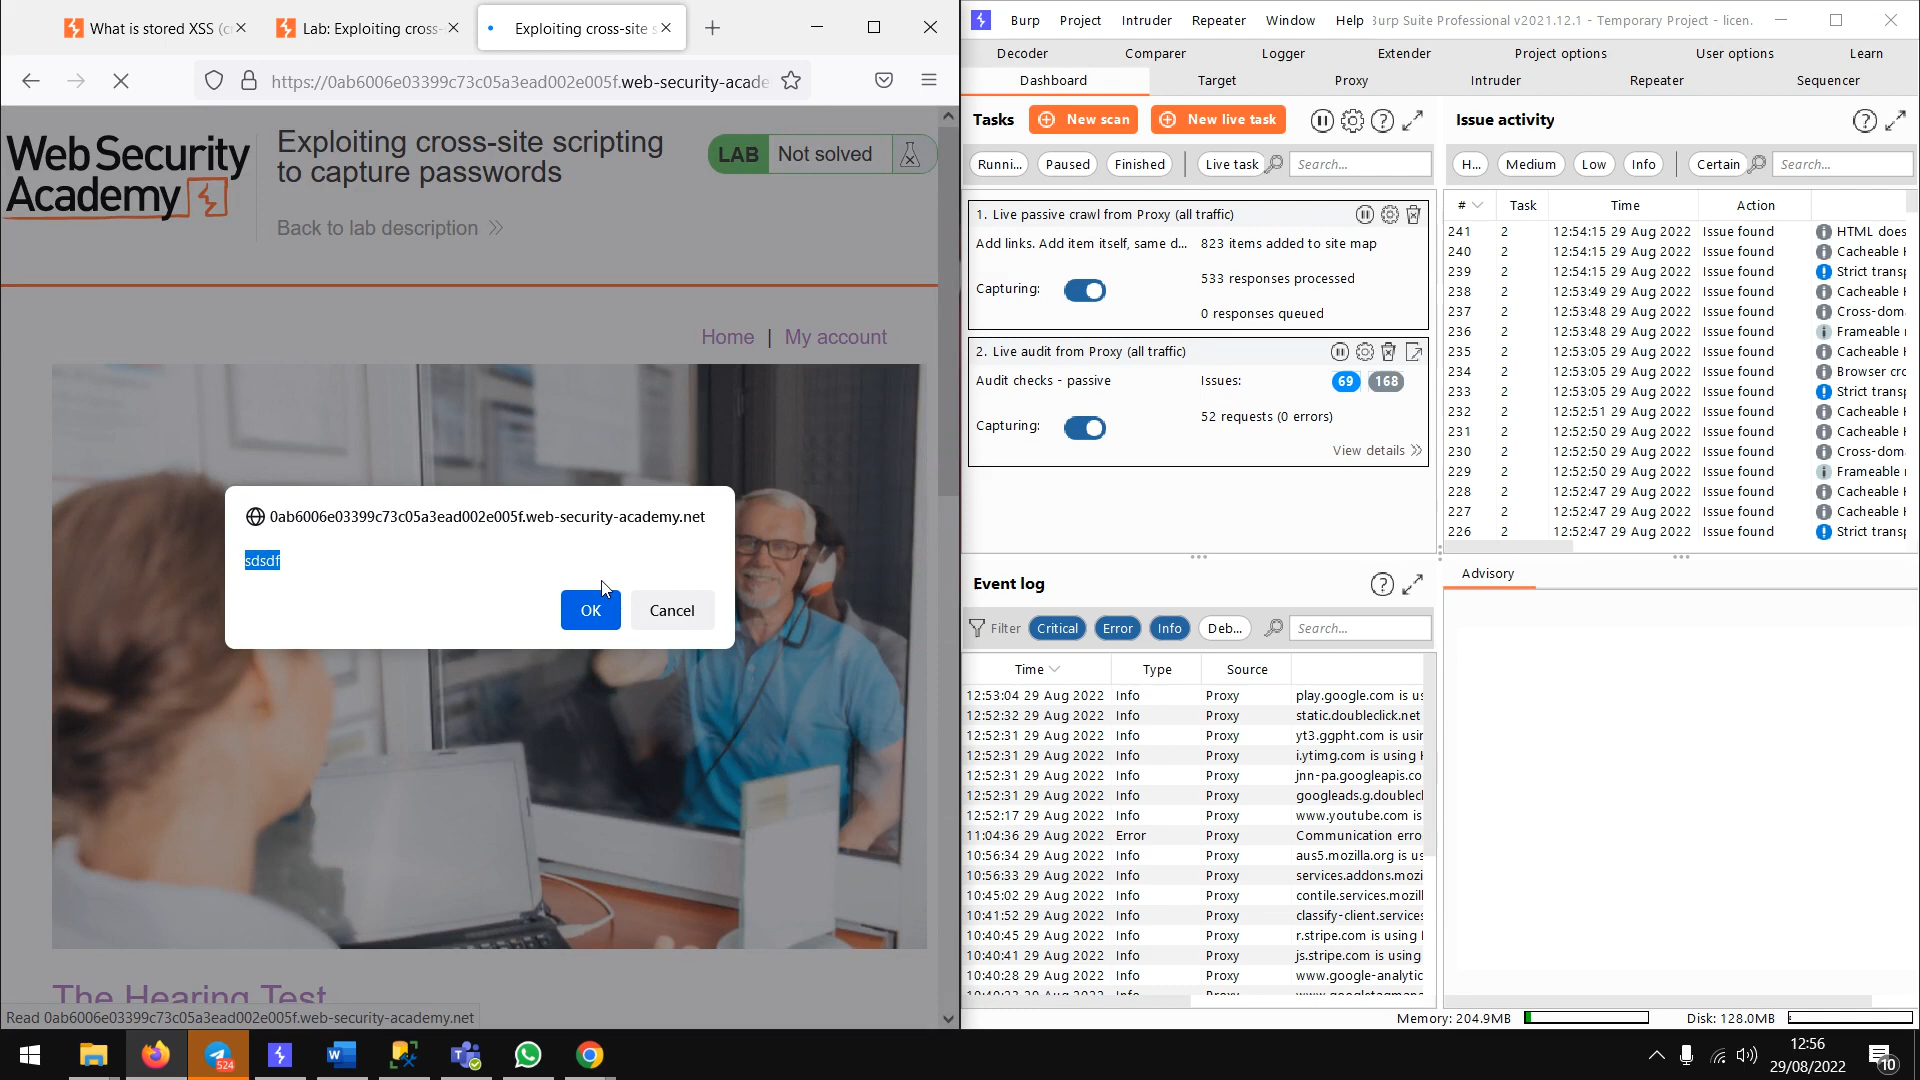 What is stored XSS (c
Lab: Exploiting cross-
Exploiting cross-site s
https://0ab6006e03399c73c05a3ead002e005f.web-security-acade
Web Security
Academy
Exploiting cross-site scripting
to capture passwords
Back to lab description
LAB Not solved
Home | My account
0ab6006e03399c73c05a3ead002e005f.web-security-academy.net
sdsdf
OK Cancel
The Hearing Test
Read 0ab6006e03399c73c05a3ead002e005f.web-security-academy.net
Burp Project Intruder Repeater Window Help Burp Suite Professional v2021.12.1 - Temporary Project - licen.
Decoder Comparer Logger Extender Project options User options Learn
Dashboard Target Proxy Intruder Repeater Sequencer
Tasks New scan New live task
Runni... Paused Finished Live task Search...
1. Live passive crawl from Proxy (all traffic)
Add links. Add item itself, same d... 823 items added to site map
533 responses processed
Capturing:
0 responses queued
2. Live audit from Proxy (all traffic)
Audit checks - passive Issues: 69 168
52 requests (0 errors)
Capturing:
View details
Issue activity
H... Medium Low Info Certain Search...
# Task Time Action
241 2 12:54:15 29 Aug 2022 Issue found HTML does
240 2 12:54:15 29 Aug 2022 Issue found Cacheable H
239 2 12:54:15 29 Aug 2022 Issue found Strict transp
238 2 12:53:49 29 Aug 2022 Issue found Cacheable H
237 2 12:53:48 29 Aug 2022 Issue found Cross-dom
236 2 12:53:48 29 Aug 2022 Issue found Frameable r
235 2 12:53:05 29 Aug 2022 Issue found Cacheable H
234 2 12:53:05 29 Aug 2022 Issue found Browser cro
233 2 12:53:05 29 Aug 2022 Issue found Strict transp
232 2 12:52:51 29 Aug 2022 Issue found Cacheable H
231 2 12:52:50 29 Aug 2022 Issue found Cacheable H
230 2 12:52:50 29 Aug 2022 Issue found Cross-dom
229 2 12:52:50 29 Aug 2022 Issue found Frameable r
228 2 12:52:47 29 Aug 2022 Issue found Cacheable H
227 2 12:52:47 29 Aug 2022 Issue found Cacheable H
226 2 12:52:47 29 Aug 2022 Issue found Strict transp
Event log
Filter Critical Error Info Deb... Search...
Time Type Source
12:53:04 29 Aug 2022 Info Proxy play.google.com is us
12:52:32 29 Aug 2022 Info Proxy static.doubleclick.net
12:52:31 29 Aug 2022 Info Proxy yt3.ggpht.com is usin
12:52:31 29 Aug 2022 Info Proxy i.ytimg.com is using H
12:52:31 29 Aug 2022 Info Proxy jnn-pa.googleapis.co
12:52:31 29 Aug 2022 Info Proxy googleads.g.doublecl
12:52:17 29 Aug 2022 Info Proxy www.youtube.com is
11:04:36 29 Aug 2022 Error Proxy Communication erro
10:56:34 29 Aug 2022 Info Proxy aus5.mozilla.org is us
10:56:33 29 Aug 2022 Info Proxy services.addons.mozi
10:45:02 29 Aug 2022 Info Proxy contile.services.mozil
10:41:52 29 Aug 2022 Info Proxy classify-client.services
10:40:45 29 Aug 2022 Info Proxy r.stripe.com is using H
10:40:41 29 Aug 2022 Info Proxy js.stripe.com is using
10:40:28 29 Aug 2022 Info Proxy www.google-analytic
Advisory
Memory: 204.9MB Disk: 128.0MB
524
12:56
29/08/2022
10